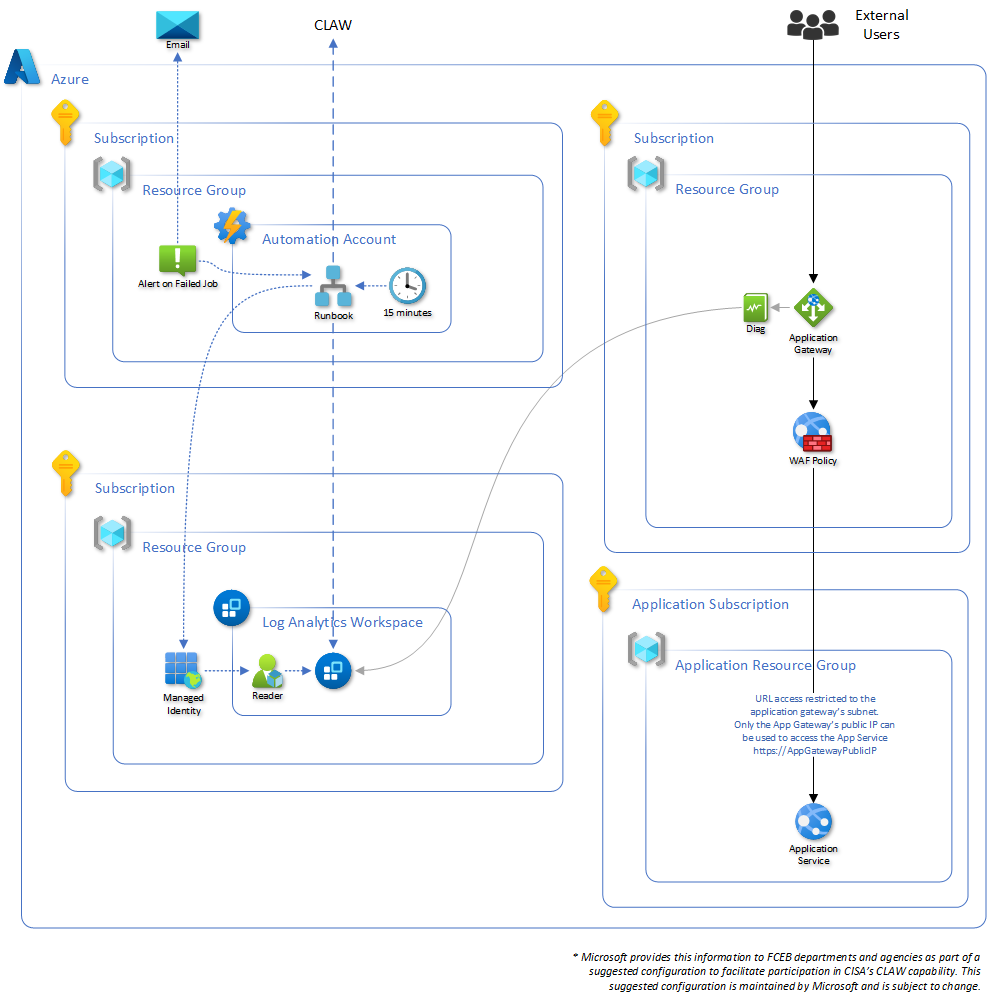 Email
CLAW
External
Users
Azure
Subscription
Resource Group
Automation Account
Alert on Failed Job
Runbook
15 minutes
Subscription
Resource Group
Diag
Application
Gateway
WAF Policy
Subscription
Resource Group
Log Analytics Workspace
Managed
Identity
Reader
Application Subscription
Application Resource Group
URL access restricted to the
application gateway's subnet.
Only the App Gateway's public IP can
be used to access the App Service
https://AppGatewayPublicIP
Application
Service
* Microsoft provides this information to FCEB departments and agencies as part of a
suggested configuration to facilitate participation in CISA's CLAW capability. This
suggested configuration is maintained by Microsoft and is subject to change.